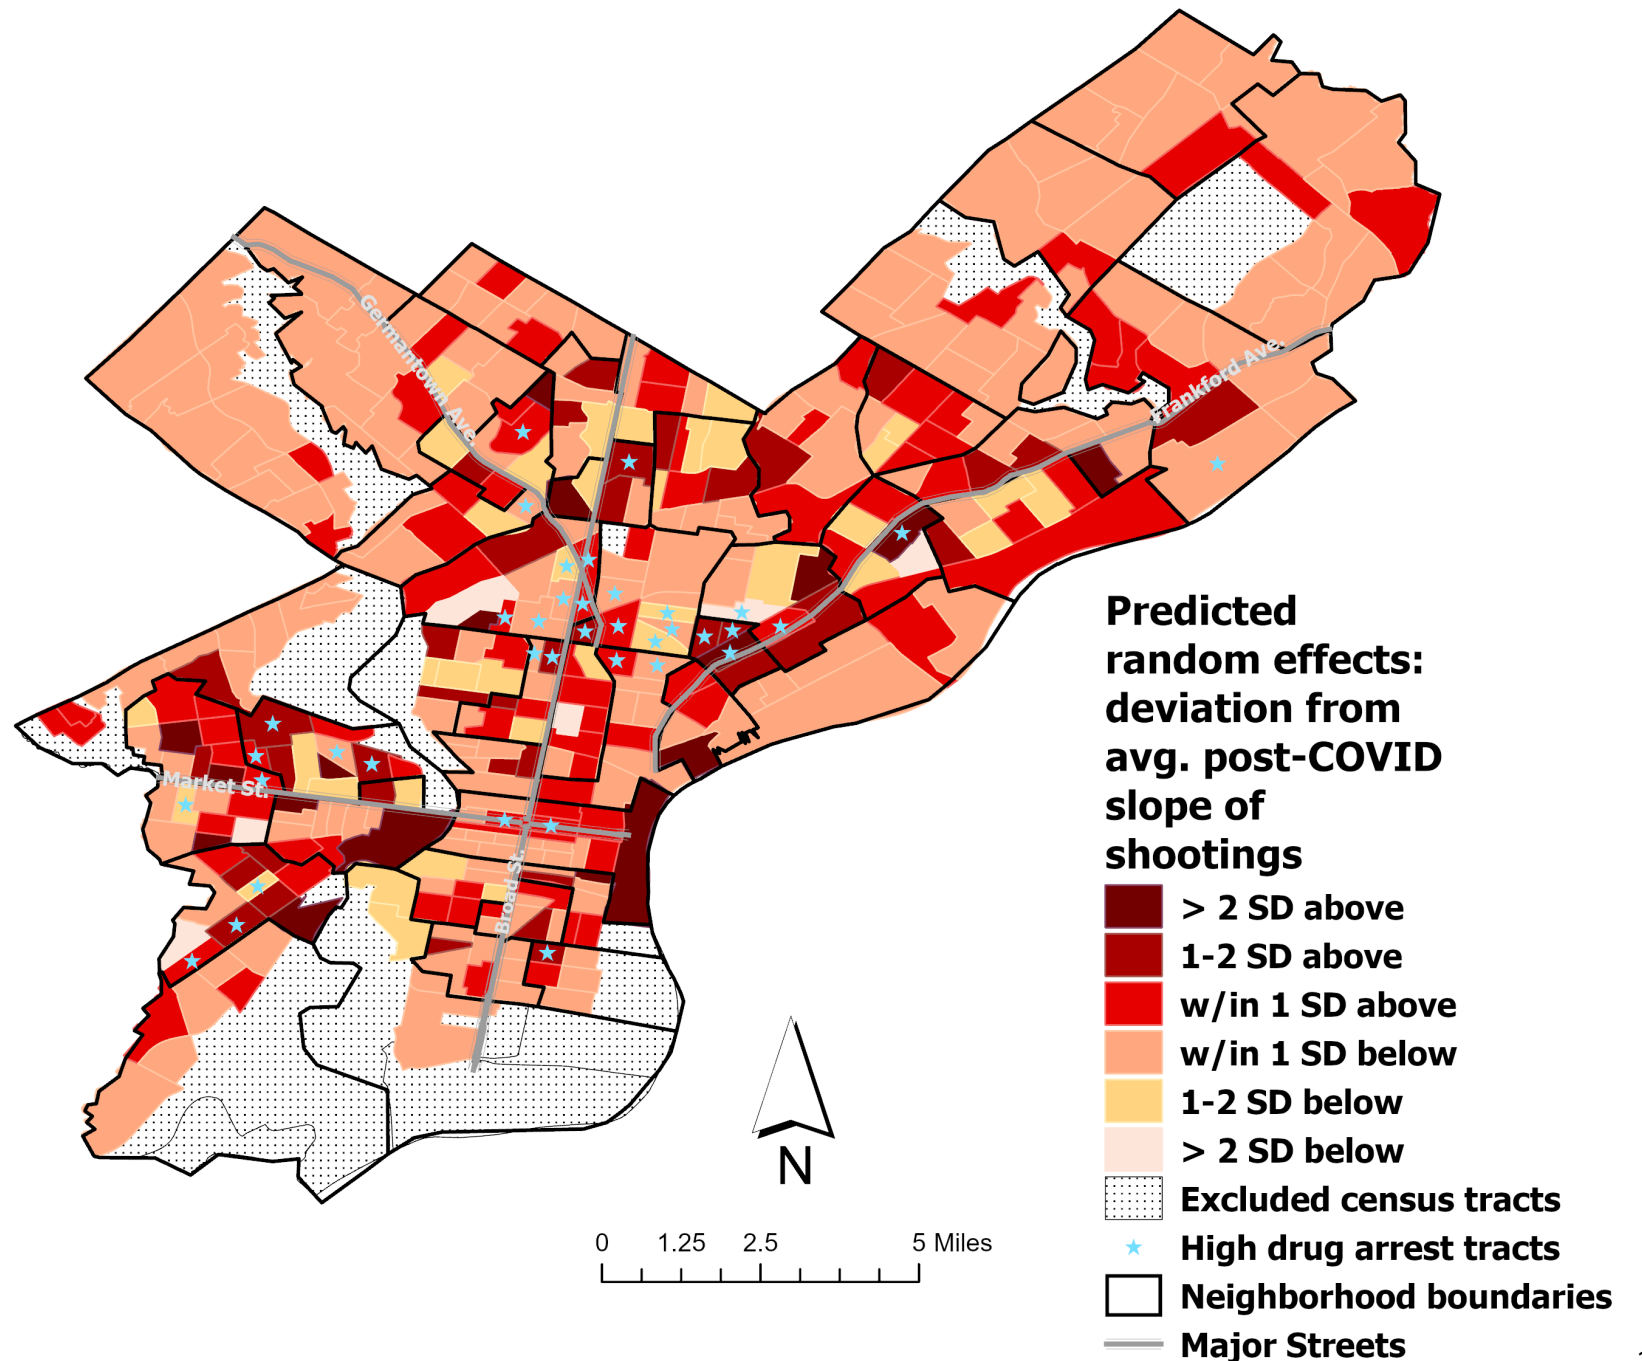 Germantown Ave.
Frankford Ave.
Market St.
Broad St.
Predicted
random effects:
deviation from
avg. post-COVID
slope of
shootings
> 2 SD above
1-2 SD above
w/in 1 SD above
w/in 1 SD below
1-2 SD below
> 2 SD below
Excluded census tracts
High drug arrest tracts
Neighborhood boundaries
Major Streets
N
0 1.25 2.5 5 Miles